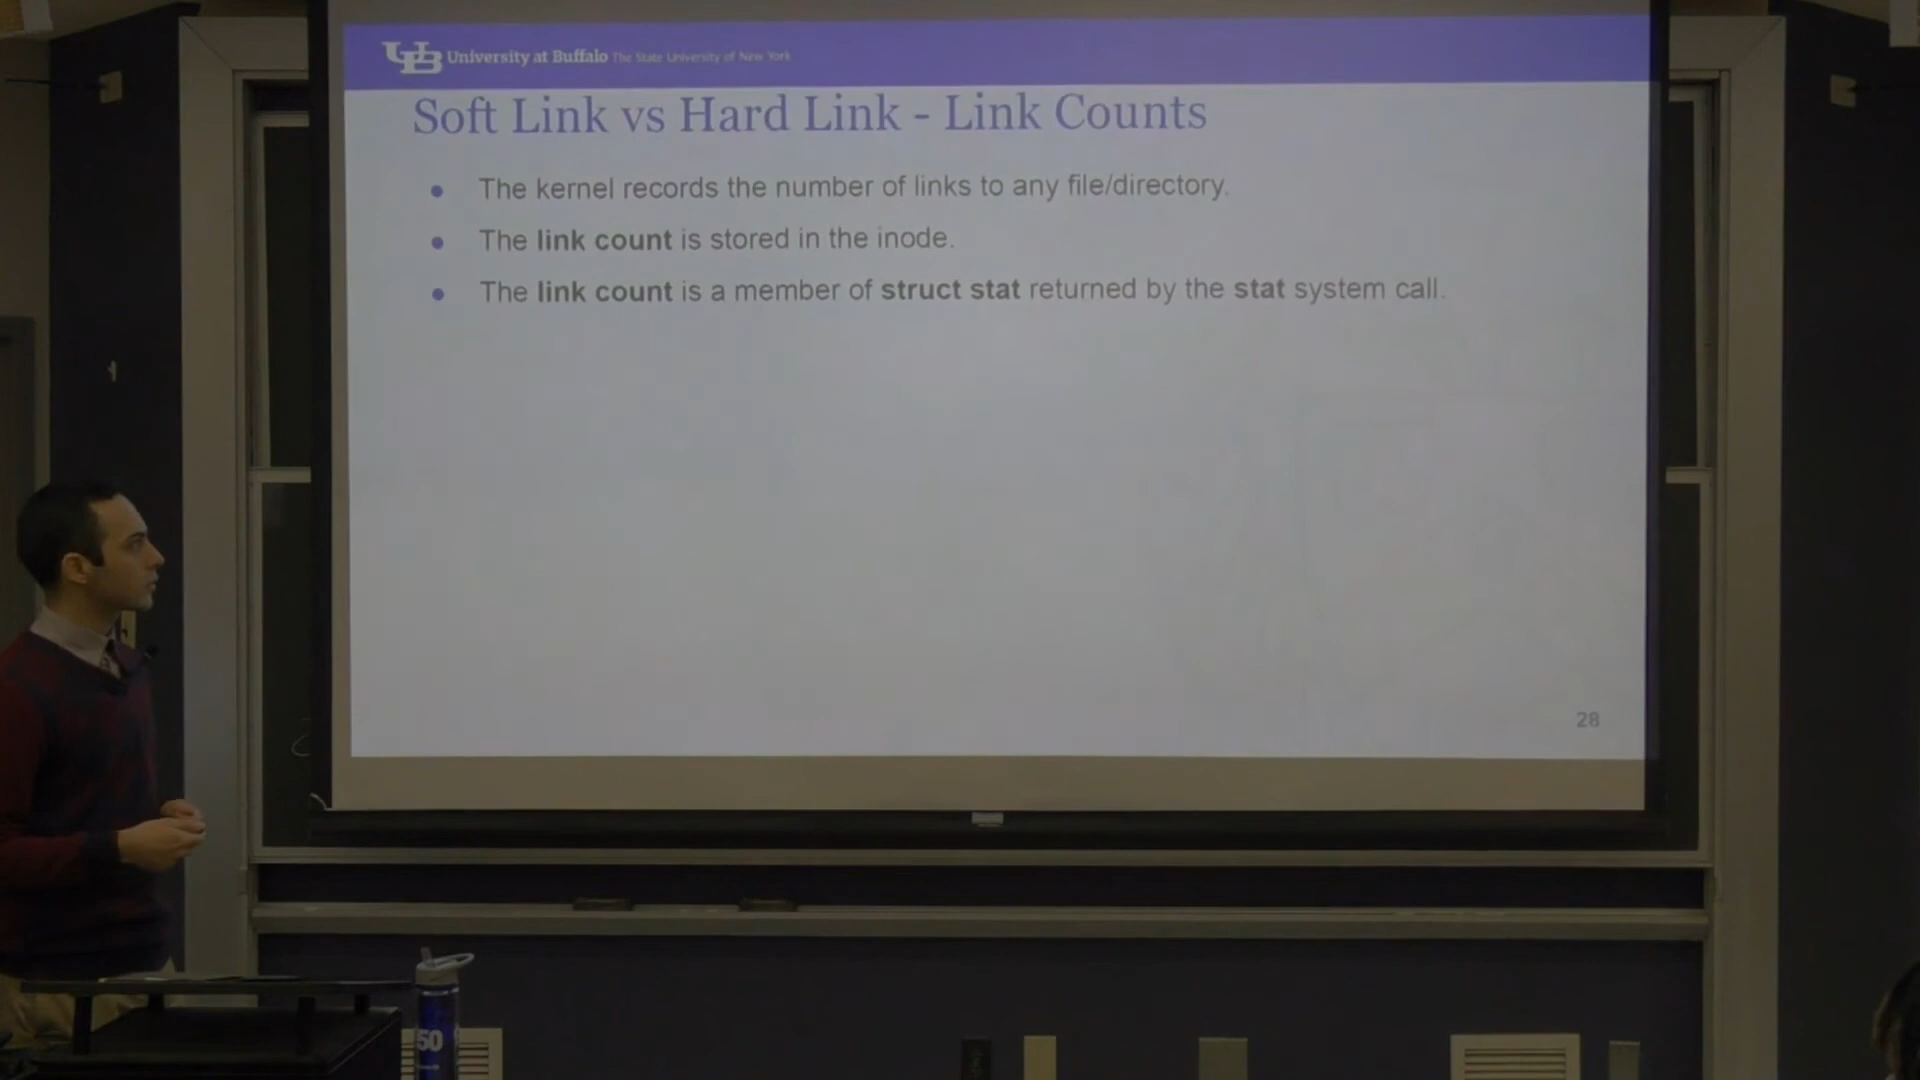 UB University at Buffalo The State University of New York
Soft Link vs Hard Link - Link Counts
● The kernel records the number of links to any file/directory.
● The link count is stored in the inode.
● The link count is a member of struct stat returned by the stat system call.
28
50